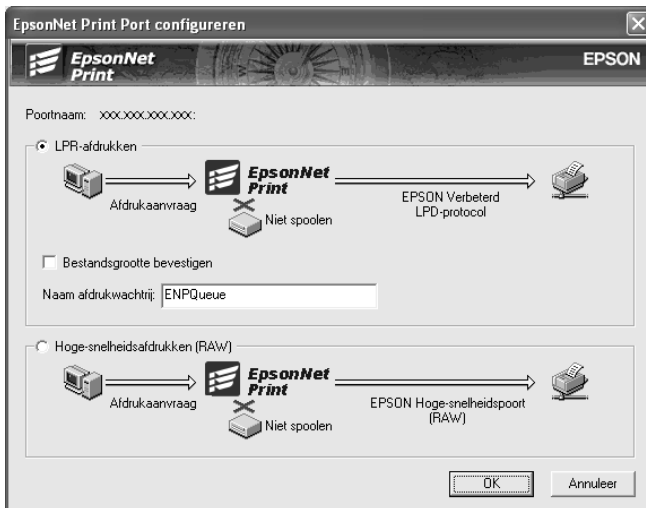 EpsonNet Print Port configureren
EpsonNet
Print
EPSON
Poortnaam: xxx.xxx.xxx.xxx:
LPR-afdrukken
Afdrukaanvraag
EpsonNet
Print
Niet spoolen
EPSON Verbeterd
LPD-protocol
Bestandsgrootte bevestigen
Naam afdrukwachtrij: ENPQueue
Hoge-snelheidsafdrukken (RAW)
Afdrukaanvraag
EpsonNet
Print
Niet spoolen
EPSON Hoge-snelheidspoort
(RAW)
OK
Annuleer